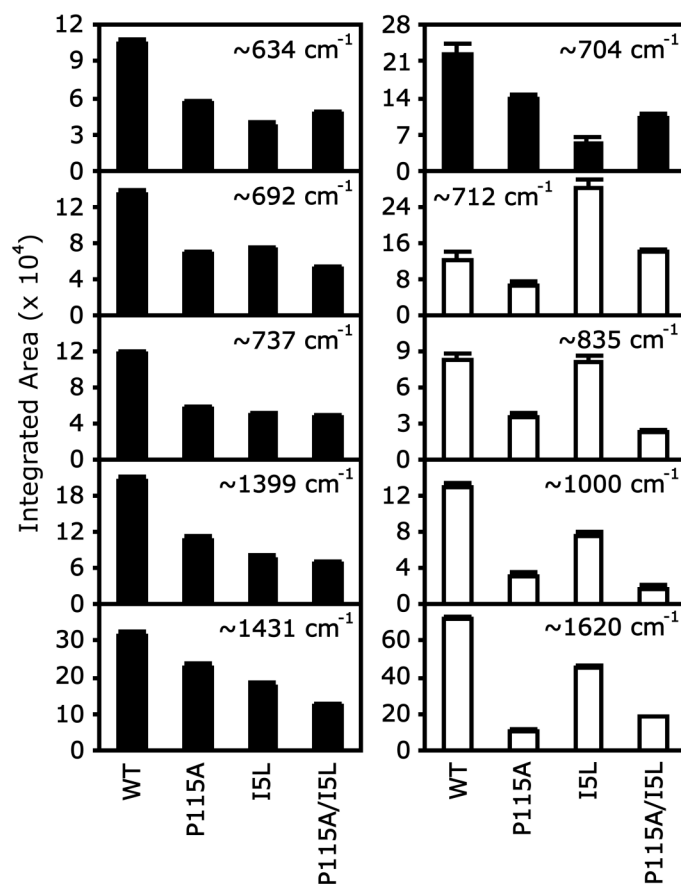 Integrated Area (x 10⁴)
12
9
6
3
0
~634 cm⁻¹
12
8
4
0
~692 cm⁻¹
12
8
4
0
~737 cm⁻¹
18
12
6
0
~1399 cm⁻¹
30
20
10
0
~1431 cm⁻¹
WT
P115A
I5L
P115A/I5L
28
21
14
7
0
~704 cm⁻¹
24
16
8
0
~712 cm⁻¹
9
6
3
0
~835 cm⁻¹
12
8
4
0
~1000 cm⁻¹
60
40
20
0
~1620 cm⁻¹
WT
P115A
I5L
P115A/I5L